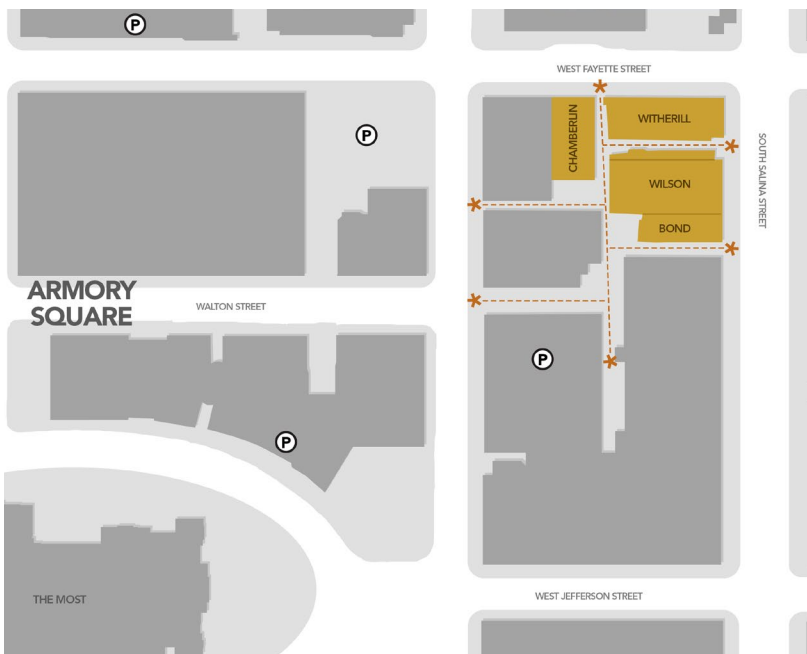 P
WEST FAYETTE STREET
CHAMBERLIN
WITHERILL
P
SOUTH SALINA STREET
WILSON
BOND
ARMORY
SQUARE
WALTON STREET
P
P
THE MOST
WEST JEFFERSON STREET